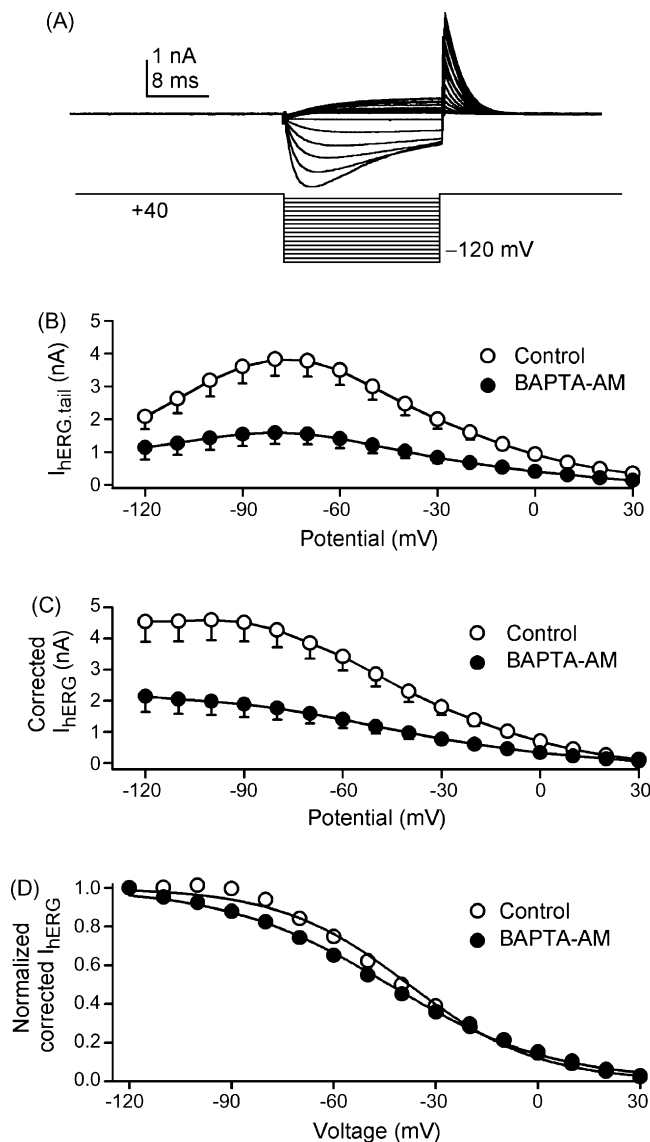 (A)
1 nA
8 ms
+40
−120 mV
(B)
5
4
3
2
1
0
IhERG.tail (nA)
Control
BAPTA-AM
-120 -90 -60 -30 0 30
Potential (mV)
(C)
5
4
3
2
1
0
Corrected
IhERG (nA)
Control
BAPTA-AM
-120 -90 -60 -30 0 30
Potential (mV)
(D)
1.0
0.8
0.6
0.4
0.2
0.0
Normalized
corrected IhERG
Control
BAPTA-AM
-120 -90 -60 -30 0 30
Voltage (mV)